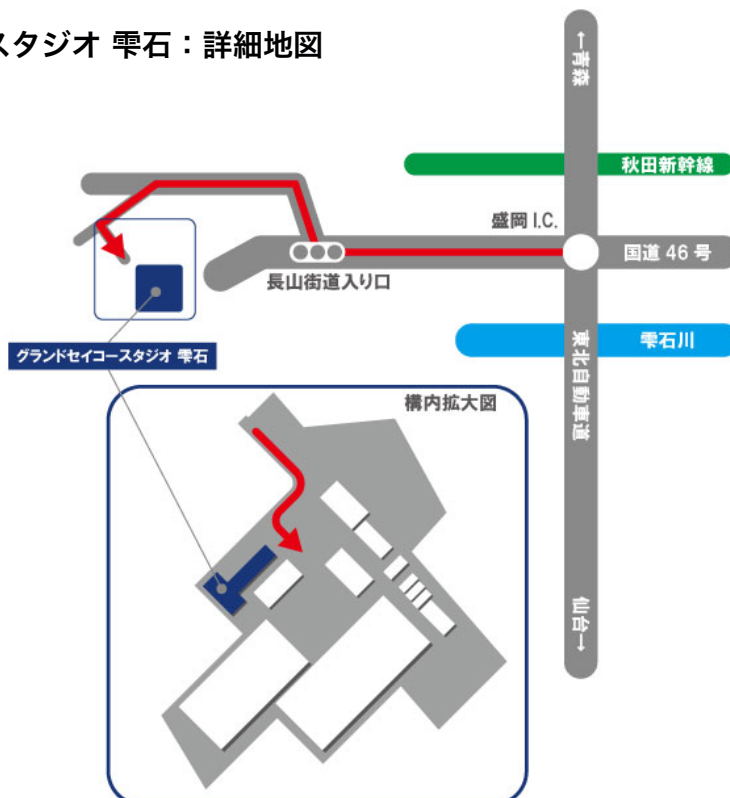 スタジオ 雫石：詳細地図
←青森
秋田新幹線
盛岡 I.C.
国道 46 号
長山街道入り口
東北自動車道
雫石川
グランドセイコースタジオ 雫石
構内拡大図
仙台→